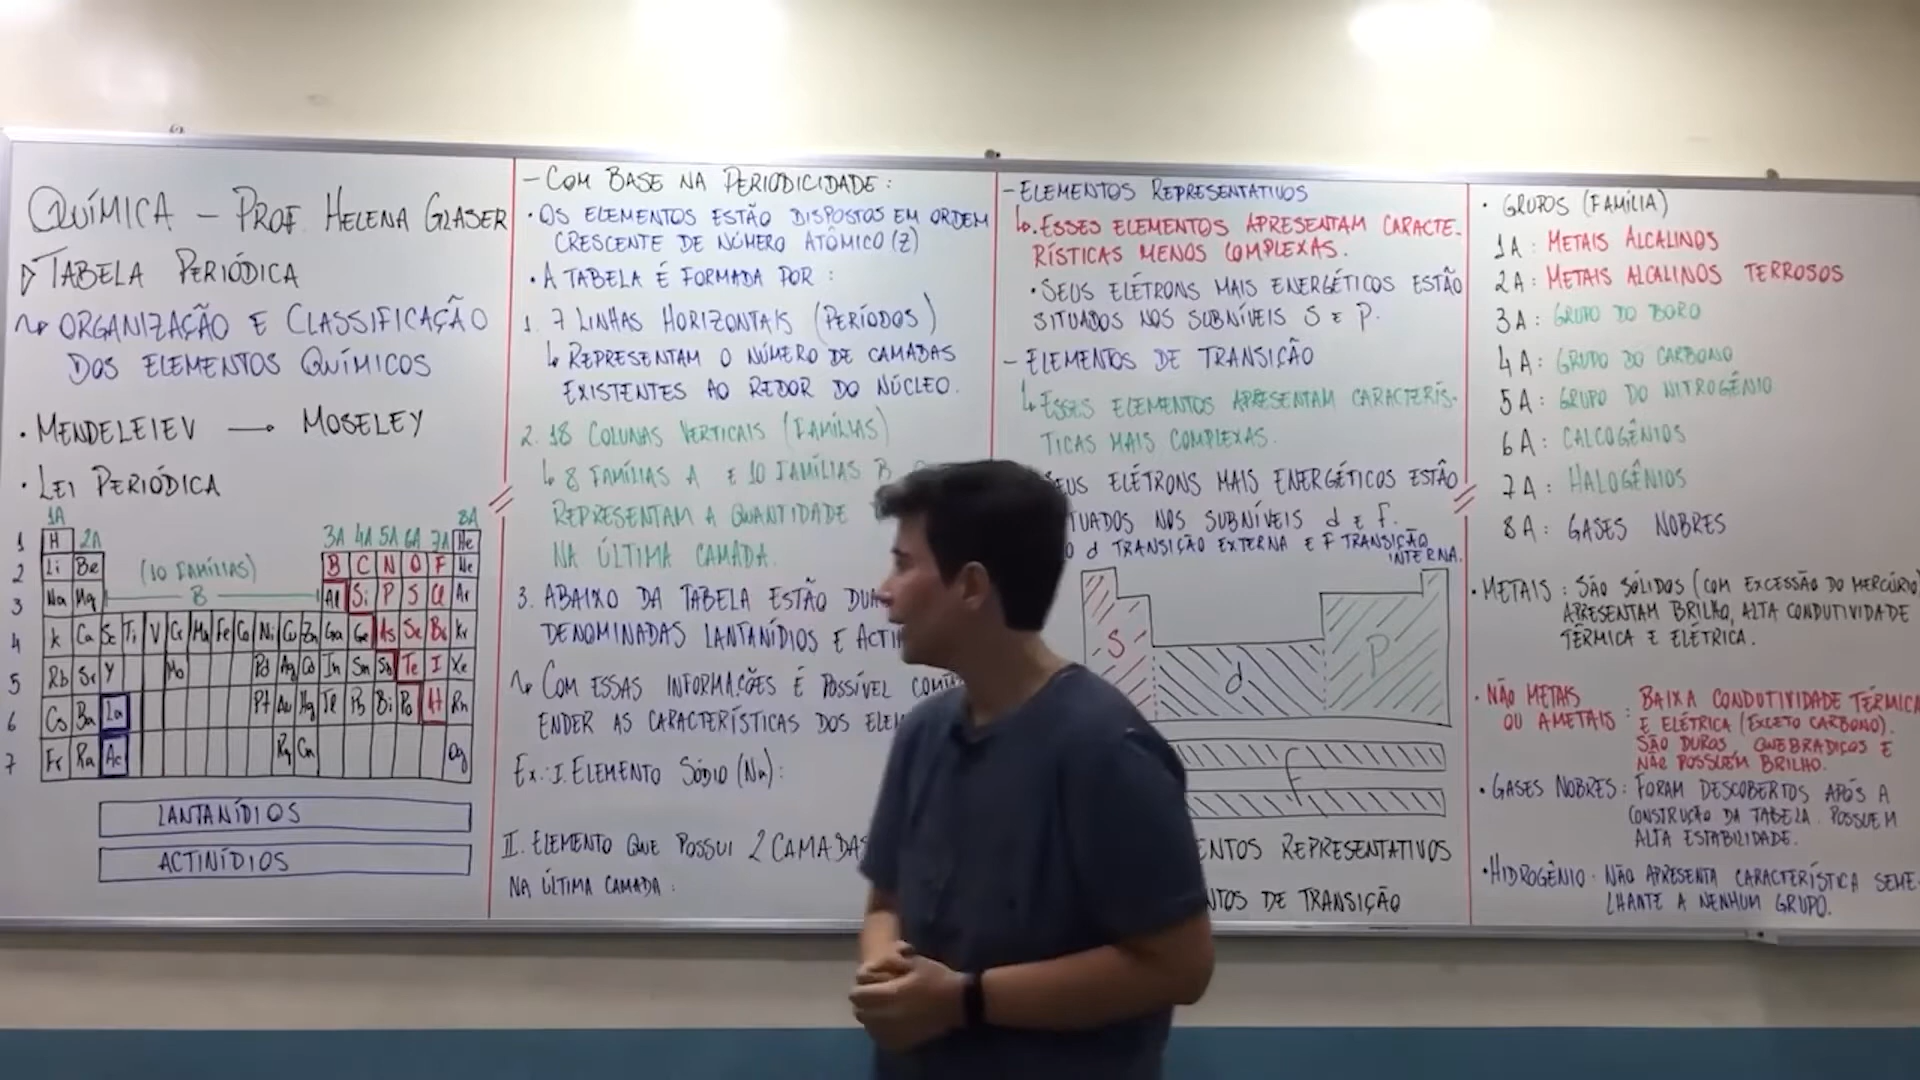 QUÍMICA – PROF. HELENA GLASER
TABELA PERIÓDICA
ORGANIZAÇÃO E CLASSIFICAÇÃO
DOS ELEMENTOS QUÍMICOS
• MENDELEIEV → MOSELEY
• LEI PERIÓDICA
1A 8A
1 H 2A 3A 4A 5A 6A 7A He
2 Li Be (10 FAMÍLIAS) B C N O F Ne
3 Na Mg B Al Si P S Cl Ar
4 K Ca Sc Ti V Cr Mn Fe Co Ni Cu Zn Ga Ge As Se Br Kr
5 Rb Sr Y Mo Pd Ag Cd In Sn Sb Te I Xe
6 Cs Ba La Pt Au Hg Tl Pb Bi Po At Rn
7 Fr Ra Ac Rg Cn Og
LANTANÍDIOS
ACTINÍDIOS
– COM BASE NA PERIODICIDADE:
• OS ELEMENTOS ESTÃO DISPOSTOS EM ORDEM
CRESCENTE DE NÚMERO ATÔMICO (Z)
• A TABELA É FORMADA POR:
1. 7 LINHAS HORIZONTAIS (PERÍODOS)
↳ REPRESENTAM O NÚMERO DE CAMADAS
EXISTENTES AO REDOR DO NÚCLEO.
2. 18 COLUNAS VERTICAIS (FAMÍLIAS)
↳ 8 FAMÍLIAS A E 10 FAMÍLIAS B
REPRESENTAM A QUANTIDADE
NA ÚLTIMA CAMADA.
3. ABAIXO DA TABELA ESTÃO
DENOMINADAS LANTANÍDIOS E
COM ESSAS INFORMAÇÕES É POSSÍVEL
ENDER AS CARACTERÍSTICAS DOS
Ex.: I. ELEMENTO SÓDIO (Na):
II. ELEMENTO QUE POSSUI 2 CAMADAS
NA ÚLTIMA CAMADA:
– ELEMENTOS REPRESENTATIVOS
↳ • ESSES ELEMENTOS APRESENTAM CARACTE-
RÍSTICAS MENOS COMPLEXAS.
• SEUS ELÉTRONS MAIS ENERGÉTICOS ESTÃO
SITUADOS NOS SUBNÍVEIS S E P.
– ELEMENTOS DE TRANSIÇÃO
↳ ESSES ELEMENTOS APRESENTAM CARACTERÍS-
TICAS MAIS COMPLEXAS.
EUS ELÉTRONS MAIS ENERGÉTICOS ESTÃO
TUADOS NOS SUBNÍVEIS d E F.
O d TRANSIÇÃO EXTERNA E F TRANSIÇÃO
INTERNA.
S d P
F
ENTOS REPRESENTATIVOS
NTOS DE TRANSIÇÃO
• GRUPOS (FAMÍLIA)
1A: METAIS ALCALINOS
2A: METAIS ALCALINOS TERROSOS
3A: GRUPO DO BORO
4A: GRUPO DO CARBONO
5A: GRUPO DO NITROGÊNIO
6A: CALCOGÊNIOS
7A: HALOGÊNIOS
8A: GASES NOBRES
• METAIS: SÃO SÓLIDOS (COM EXCESSÃO DO MERCÚRIO)
APRESENTAM BRILHO, ALTA CONDUTIVIDADE
TÉRMICA E ELÉTRICA.
• NÃO METAIS OU AMETAIS: BAIXA CONDUTIVIDADE TÉRMICA
E ELÉTRICA (EXCETO CARBONO).
SÃO DUROS, QUEBRADIÇOS E
NÃO POSSUEM BRILHO.
• GASES NOBRES: FORAM DESCOBERTOS APÓS A
CONSTRUÇÃO DA TABELA. POSSUEM
ALTA ESTABILIDADE.
• HIDROGÊNIO: NÃO APRESENTA CARACTERÍSTICA SEME-
LHANTE A NENHUM GRUPO.